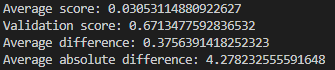 Average score: 0.03053114880922627
Validation score: 0.6713477592836532
Average difference: 0.3756391418252323
Average absolute difference: 4.278232555591648